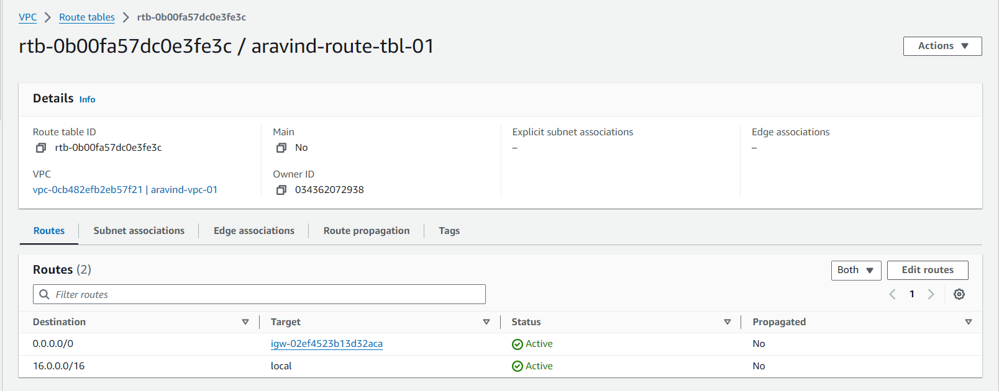 VPC > Route tables > rtb-0b00fa57dc0e3fe3c
rtb-0b00fa57dc0e3fe3c / aravind-route-tbl-01
Actions
Details Info
Route table ID
rtb-0b00fa57dc0e3fe3c
Main
No
Explicit subnet associations
–
Edge associations
–
VPC
vpc-0cb482efb2eb57f21 | aravind-vpc-01
Owner ID
034362072938
Routes
Subnet associations
Edge associations
Route propagation
Tags
Routes (2)
Both
Edit routes
Filter routes
1
Destination Target Status Propagated
0.0.0.0/0 igw-02ef4523b13d32aca Active No
16.0.0.0/16 local Active No